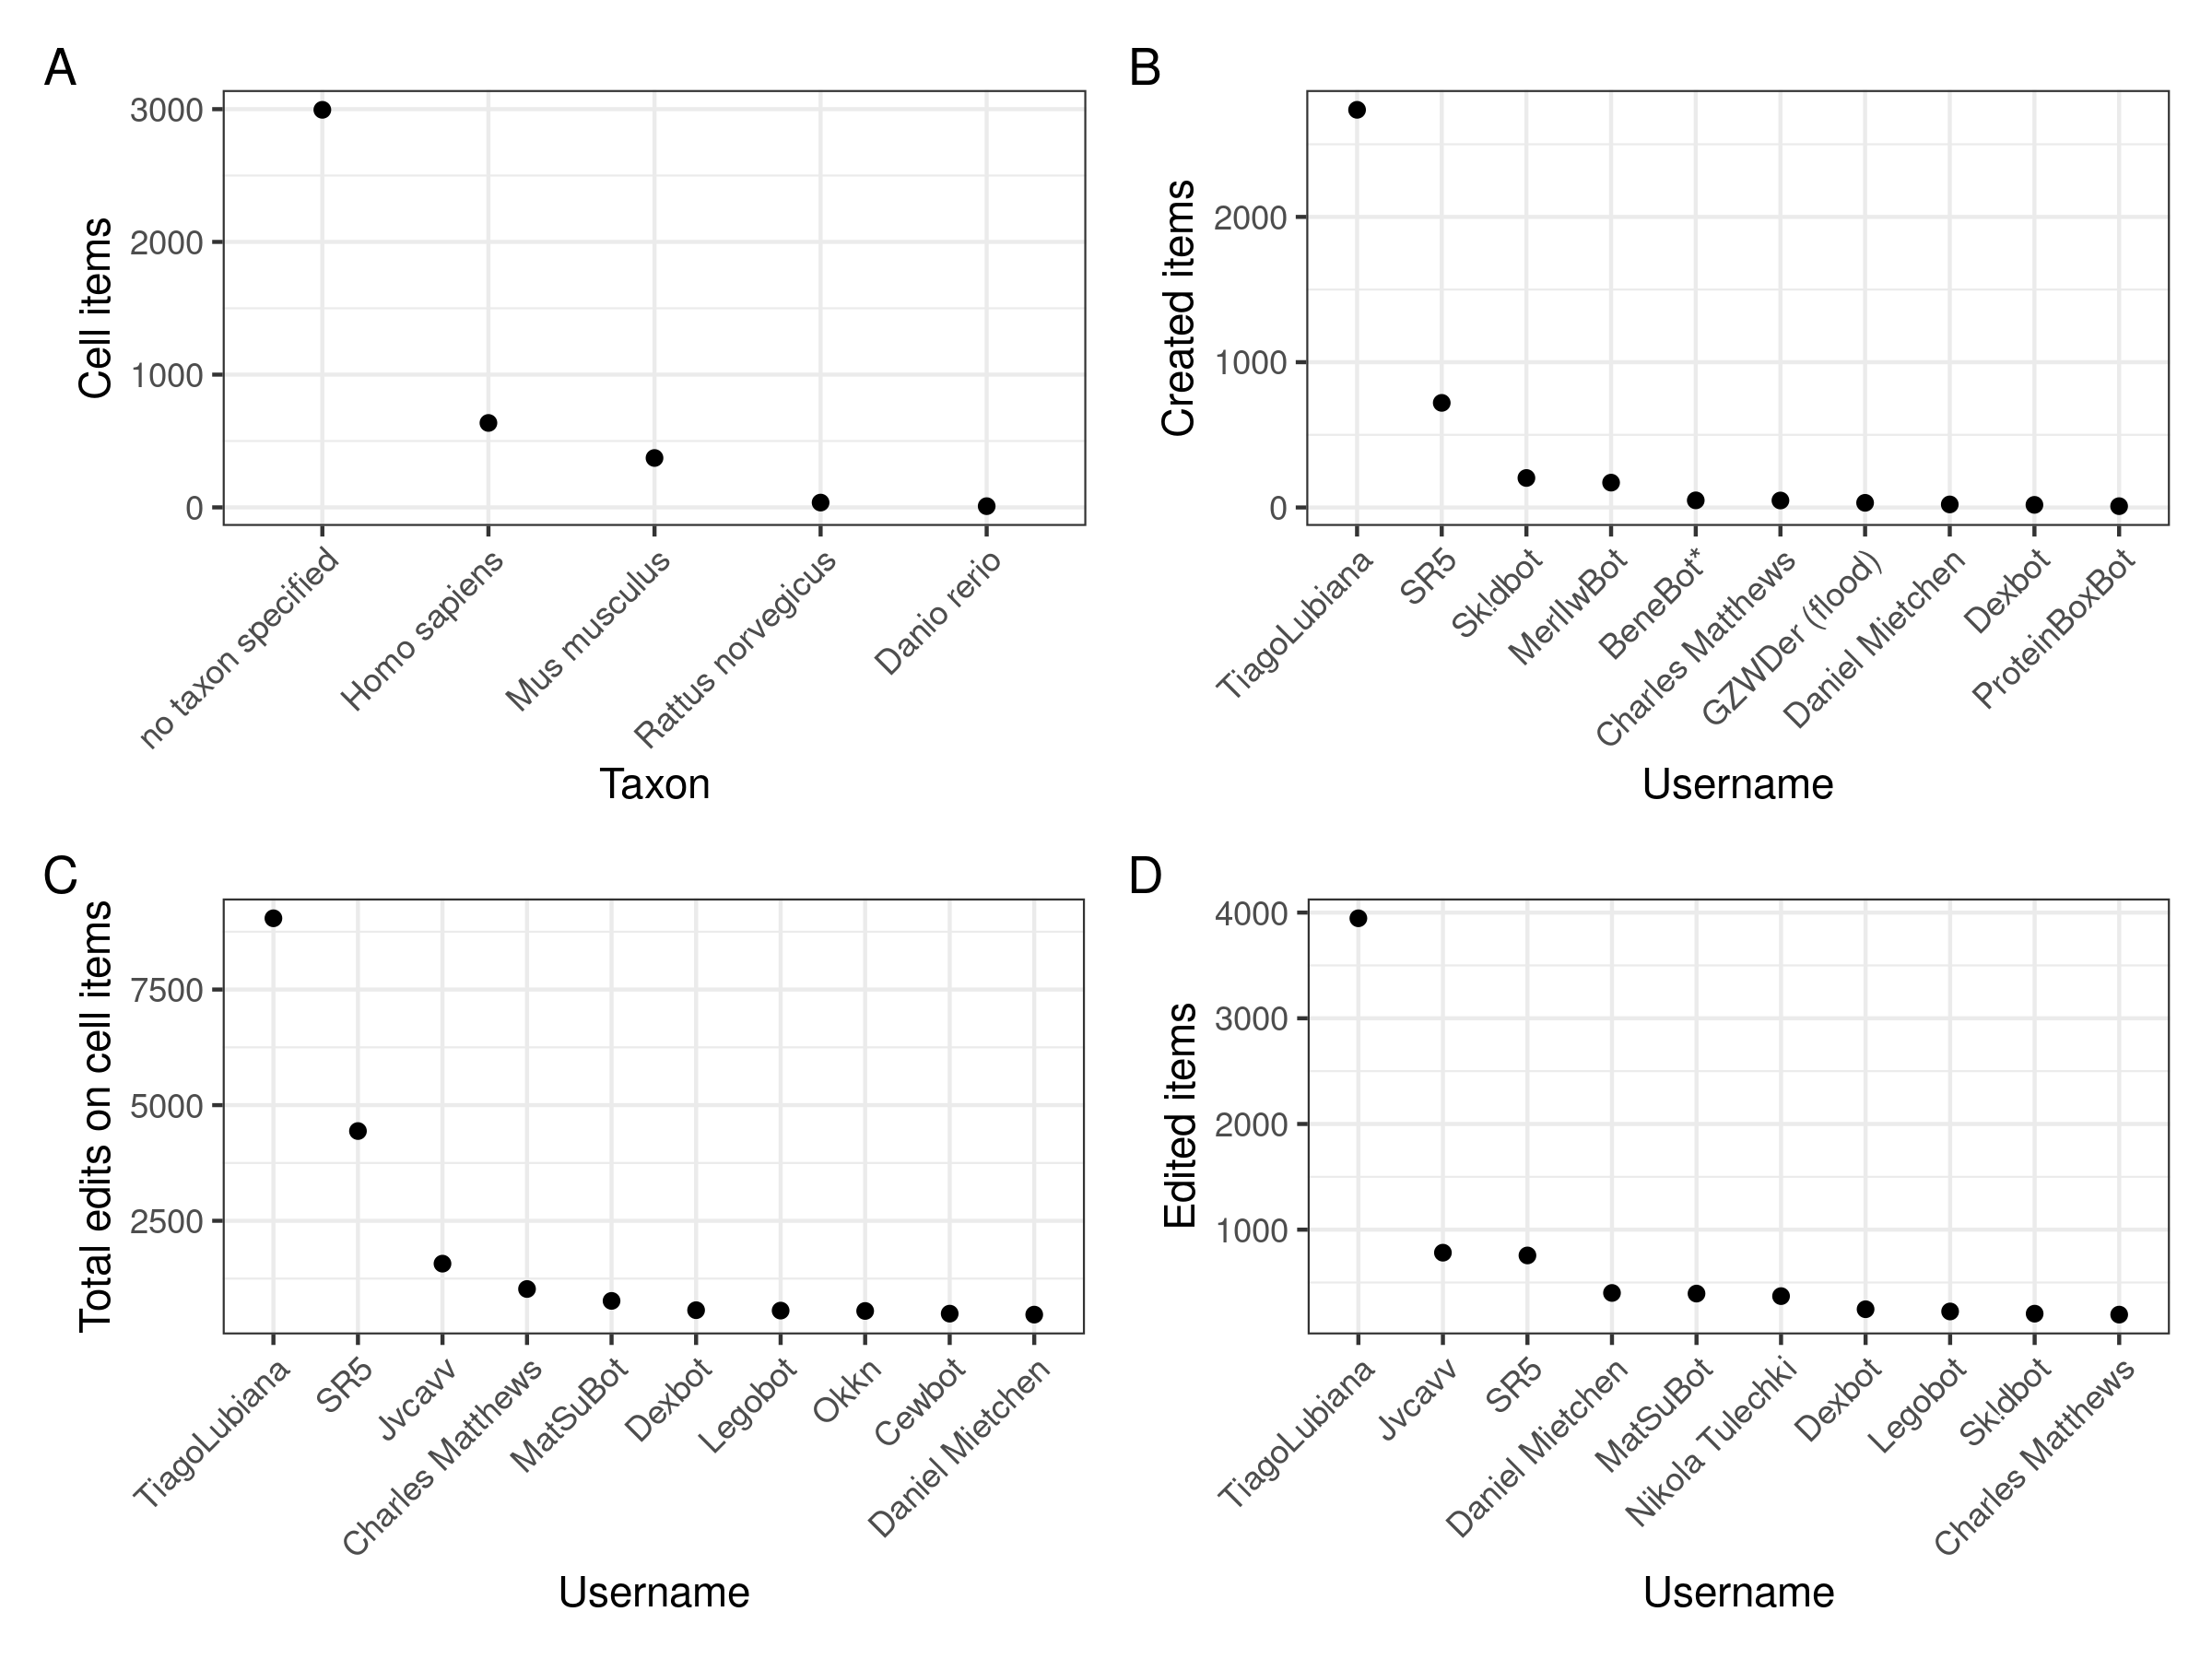 A
Cell items
3000
2000
1000
0
no taxon specified
Homo sapiens
Mus musculus
Rattus norvegicus
Danio rerio
Taxon
B
Created items
2000
1000
0
TiagoLubiana
SR5
Sk!dbot
MerlIwBot
BeneBot*
Charles Matthews
GZWDer (flood)
Daniel Mietchen
Dexbot
ProteinBoxBot
Username
C
Total edits on cell items
7500
5000
2500
TiagoLubiana
SR5
Jvcavv
Charles Matthews
MatSuBot
Dexbot
Legobot
Okkn
Cewbot
Daniel Mietchen
Username
D
Edited items
4000
3000
2000
1000
TiagoLubiana
Jvcavv
SR5
Daniel Mietchen
MatSuBot
Nikola Tulechki
Dexbot
Legobot
Sk!dbot
Charles Matthews
Username